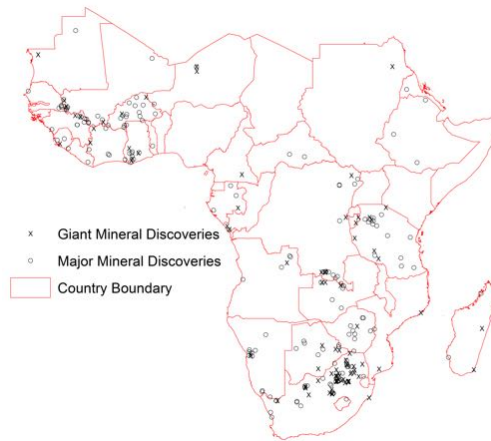 x Giant Mineral Discoveries
○ Major Mineral Discoveries
Country Boundary